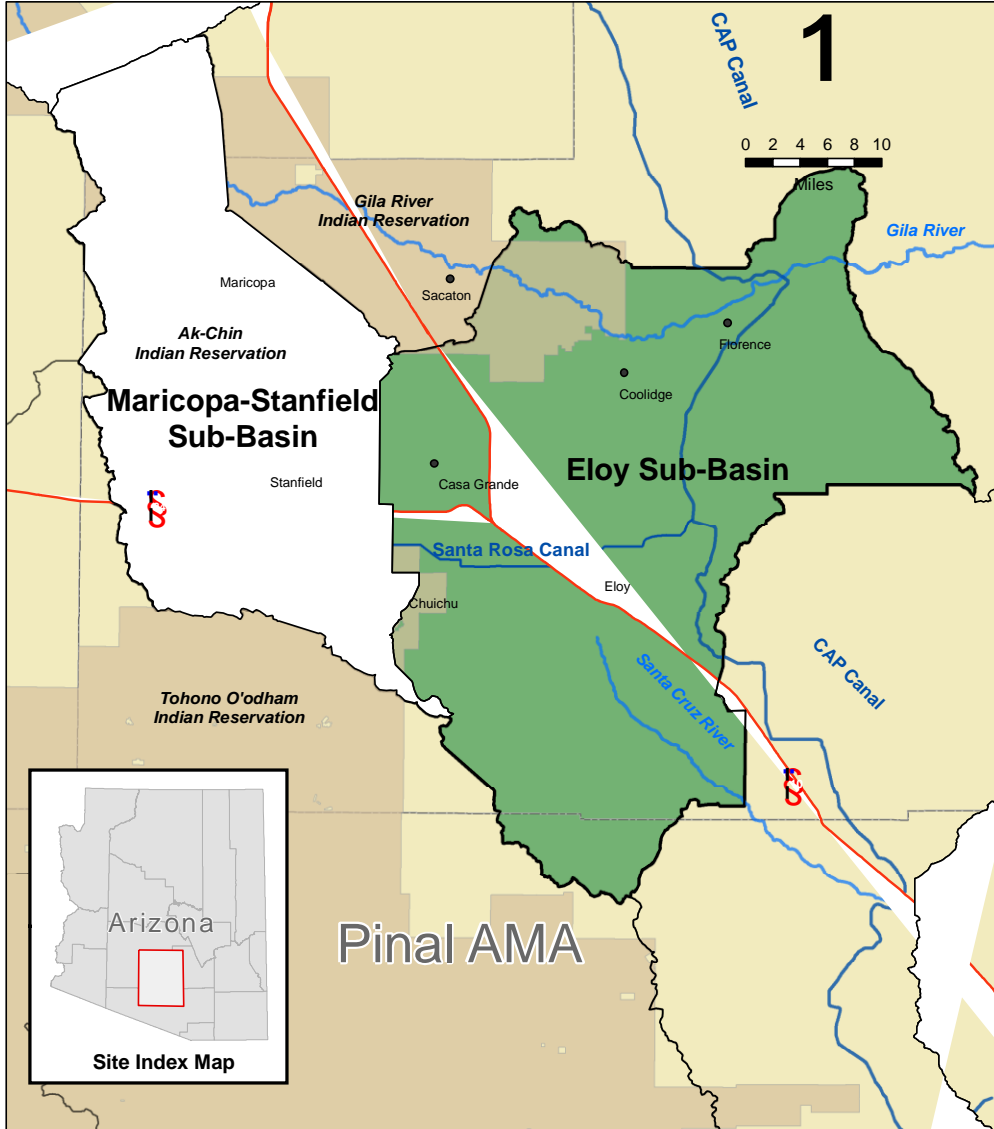 1
CAP Canal
0 2 4 6 8 10
Miles
Gila River
Indian Reservation
Gila River
Maricopa
Sacaton
Ak-Chin
Indian Reservation
Florence
Coolidge
Maricopa-Stanfield
Sub-Basin
Eloy Sub-Basin
Stanfield
Casa Grande
Santa Rosa Canal
Eloy
Chuichu
Santa Cruz River
CAP Canal
Tohono O'odham
Indian Reservation
Arizona
Pinal AMA
Site Index Map